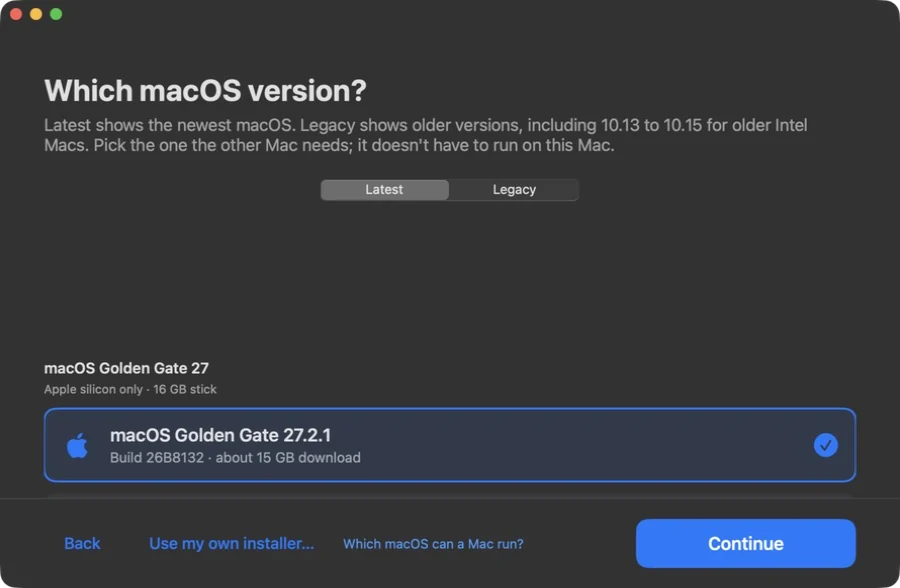 Which macOS version?
Latest shows the newest macOS. Legacy shows older versions, including 10.13 to 10.15 for older Intel
Macs. Pick the one the other Mac needs; it doesn't have to run on this Mac.
Latest
Legacy
macOS Golden Gate 27
Apple silicon only · 16 GB stick
macOS Golden Gate 27.2.1
Build 26B8132 · about 15 GB download
Back
Use my own installer...
Which macOS can a Mac run?
Continue